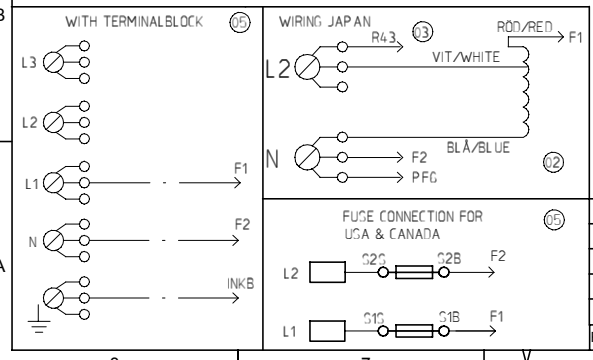 B
WITH TERMINALBLOCK 05
L3
L2
L1 F1
N F2
INKB
A
WIRING JAPAN 03 RÖD/RED F1
R43
L2 VIT/WHITE
BLÅ/BLUE
N F2
02
PFG
FUSE CONNECTION FOR 05
USA & CANADA
L2 S2S S2B F2
L1 S1S S1B F1